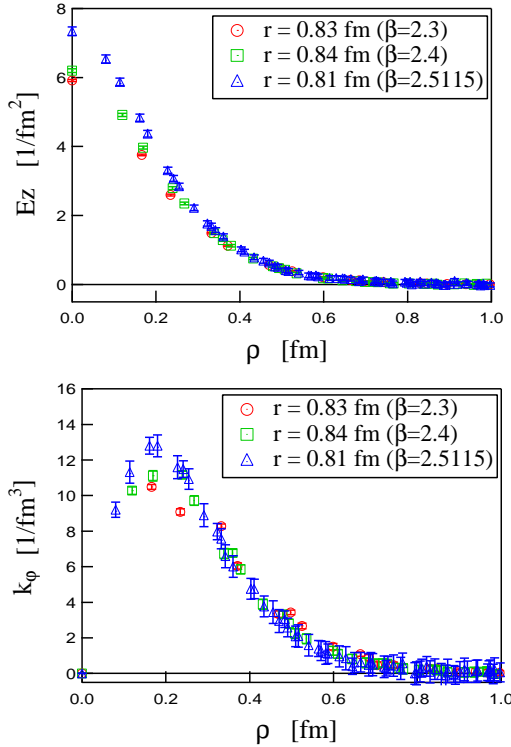 8
6
4
2
0
Ez [1/fm²]
r = 0.83 fm (β=2.3)
r = 0.84 fm (β=2.4)
r = 0.81 fm (β=2.5115)
0.0 0.2 0.4 0.6 0.8 1.0
ρ [fm]
16
14
12
10
8
6
4
2
0
k_φ [1/fm³]
r = 0.83 fm (β=2.3)
r = 0.84 fm (β=2.4)
r = 0.81 fm (β=2.5115)
0.0 0.2 0.4 0.6 0.8 1.0
ρ [fm]